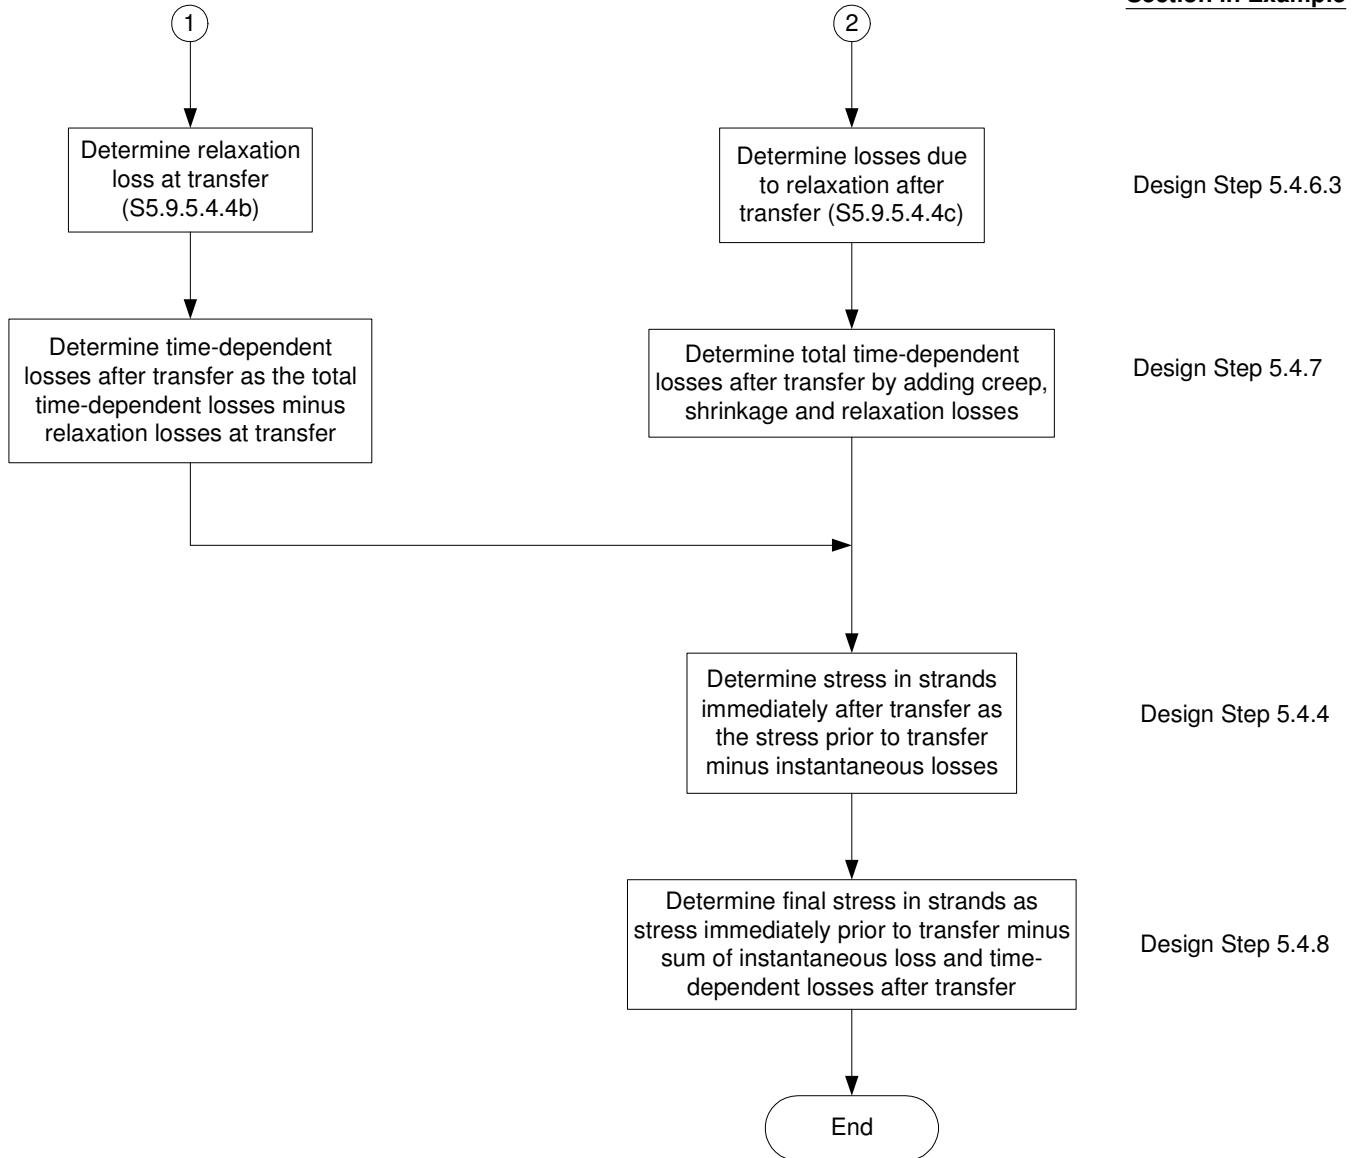 Section in Example
1
2
Determine relaxation
loss at transfer
(S5.9.5.4.4b)
Determine losses due
to relaxation after
transfer (S5.9.5.4.4c)
Design Step 5.4.6.3
Determine time-dependent
losses after transfer as the total
time-dependent losses minus
relaxation losses at transfer
Determine total time-dependent
losses after transfer by adding creep,
shrinkage and relaxation losses
Design Step 5.4.7
Determine stress in strands
immediately after transfer as
the stress prior to transfer
minus instantaneous losses
Design Step 5.4.4
Determine final stress in strands as
stress immediately prior to transfer minus
sum of instantaneous loss and time-
dependent losses after transfer
Design Step 5.4.8
End